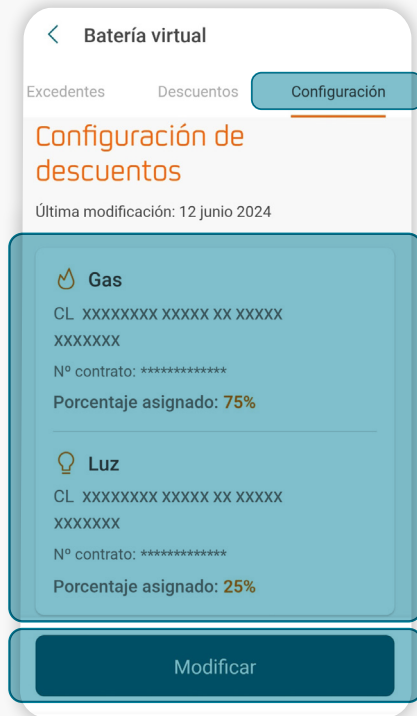 Batería virtual
Excedentes Descuentos Configuración
Configuración de
descuentos
Última modificación: 12 junio 2024
Gas
CL XXXXXXXX XXXXX XX XXXXX
XXXXXXX
Nº contrato: *************
Porcentaje asignado: 75%
Luz
CL XXXXXXXX XXXXX XX XXXXX
XXXXXXX
Nº contrato: *************
Porcentaje asignado: 25%
Modificar